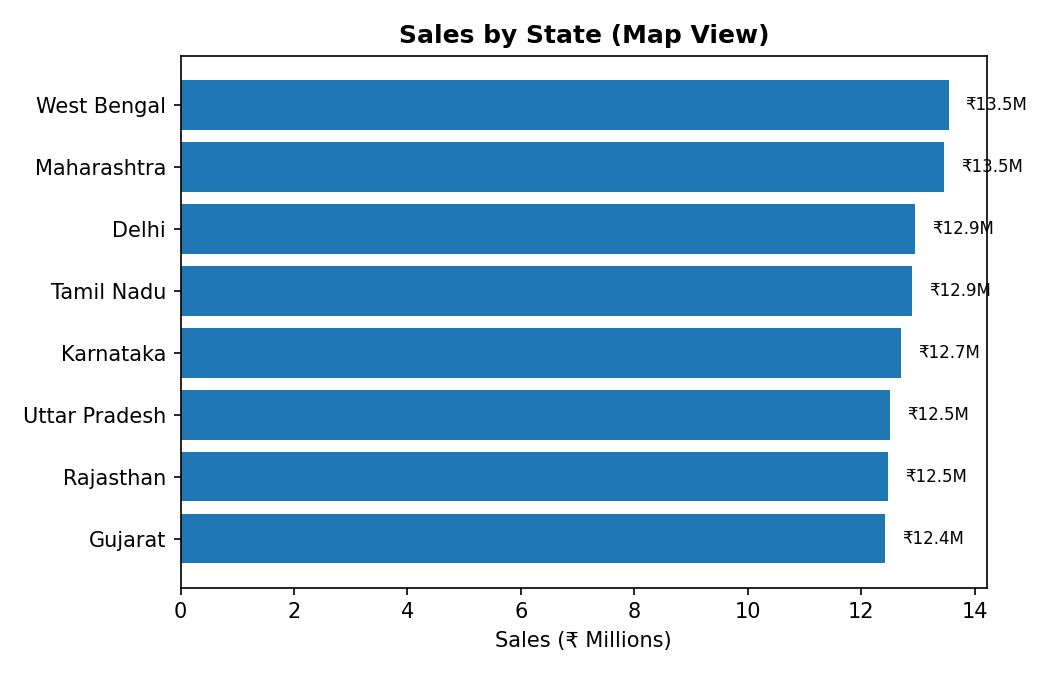 Sales by State (Map View)
West Bengal ₹13.5M
Maharashtra ₹13.5M
Delhi ₹12.9M
Tamil Nadu ₹12.9M
Karnataka ₹12.7M
Uttar Pradesh ₹12.5M
Rajasthan ₹12.5M
Gujarat ₹12.4M
0 2 4 6 8 10 12 14
Sales (₹ Millions)